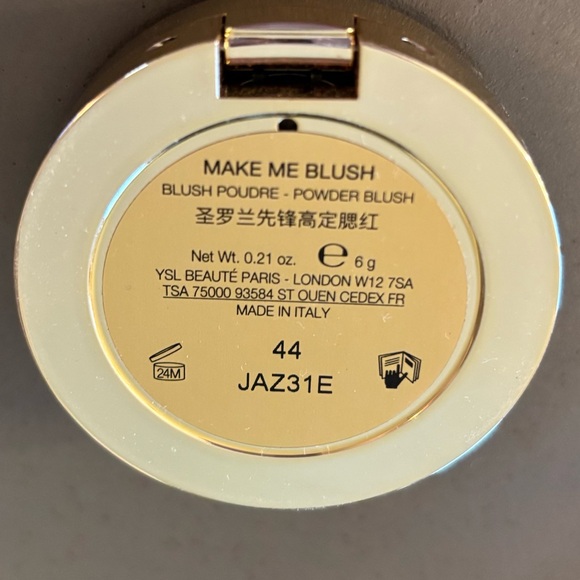 MAKE ME BLUSH
BLUSH POUDRE - POWDER BLUSH
圣罗兰先锋高定腮红
Net Wt. 0.21 oz. ℮ 6 g
YSL BEAUTÉ PARIS - LONDON W12 7SA
TSA 75000 93584 ST OUEN CEDEX FR
MADE IN ITALY
44
24M
JAZ31E